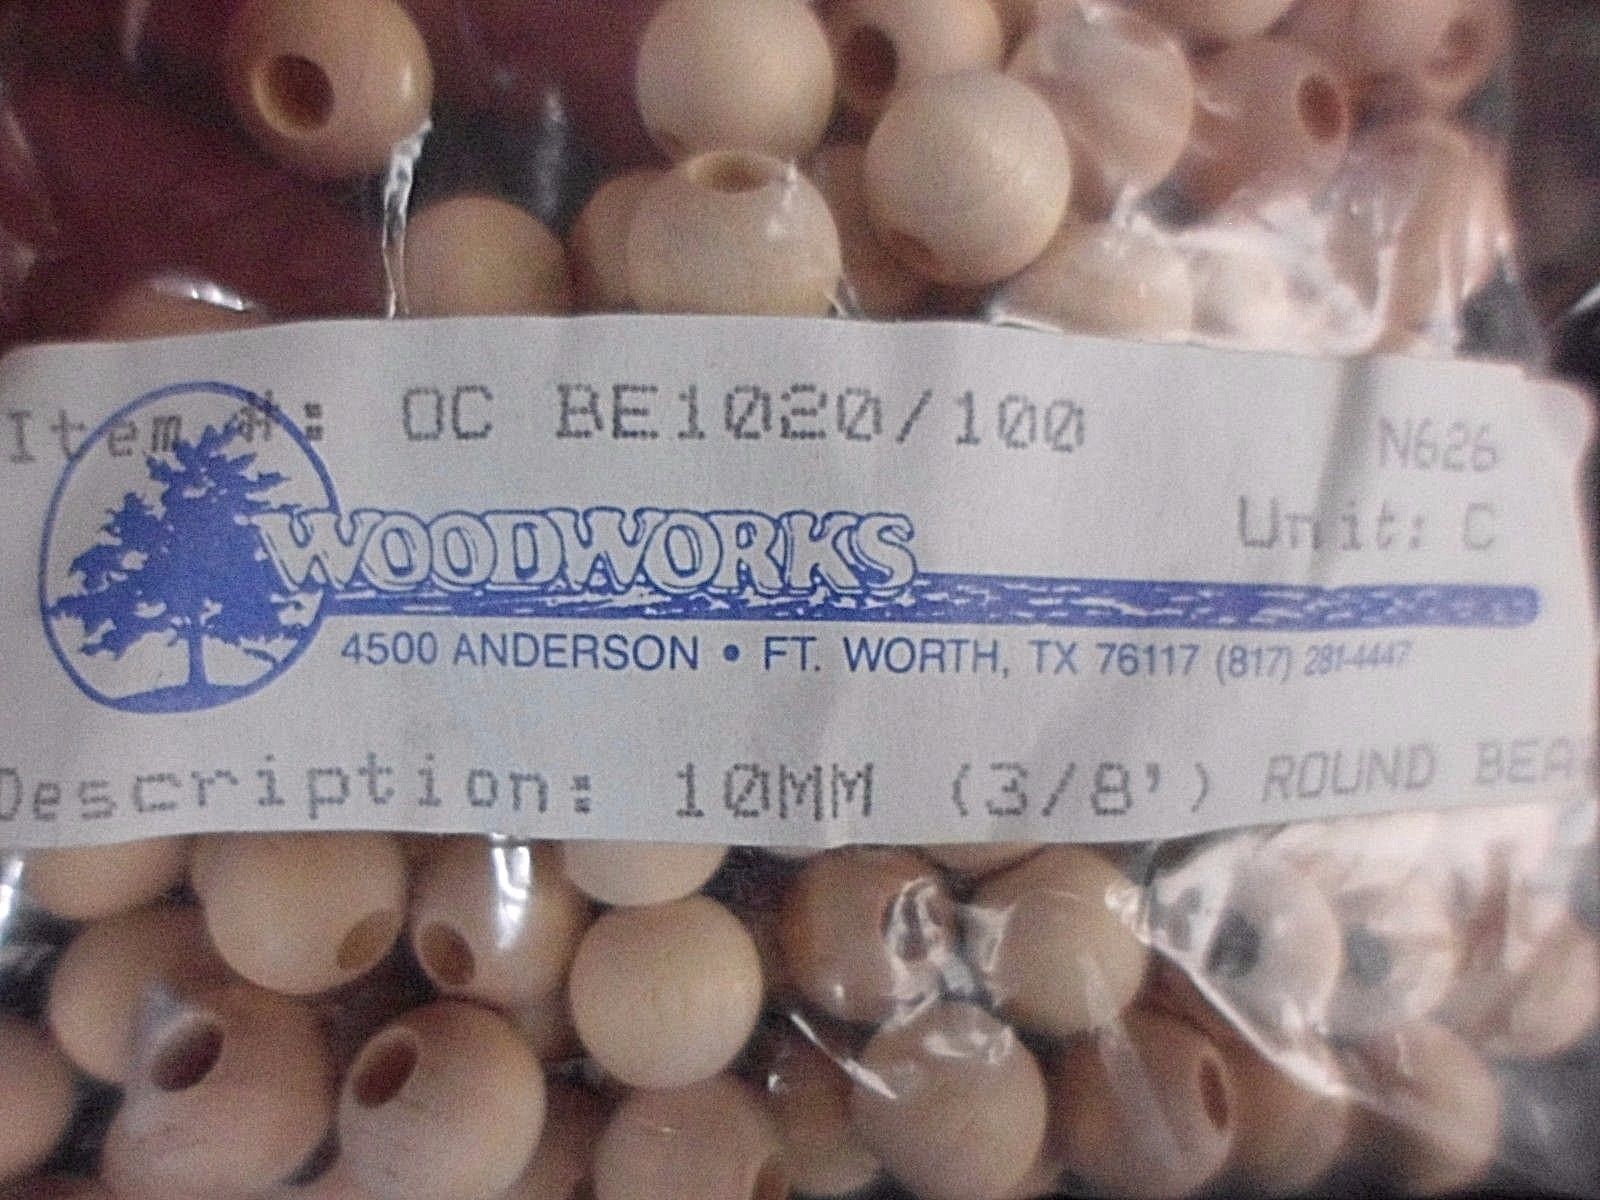 Item #: OC BE1020/100
N626
Unit: C
WOODWORKS
4500 ANDERSON • FT. WORTH, TX 76117 (817) 281-4447
Description: 10MM (3/8') ROUND BEA